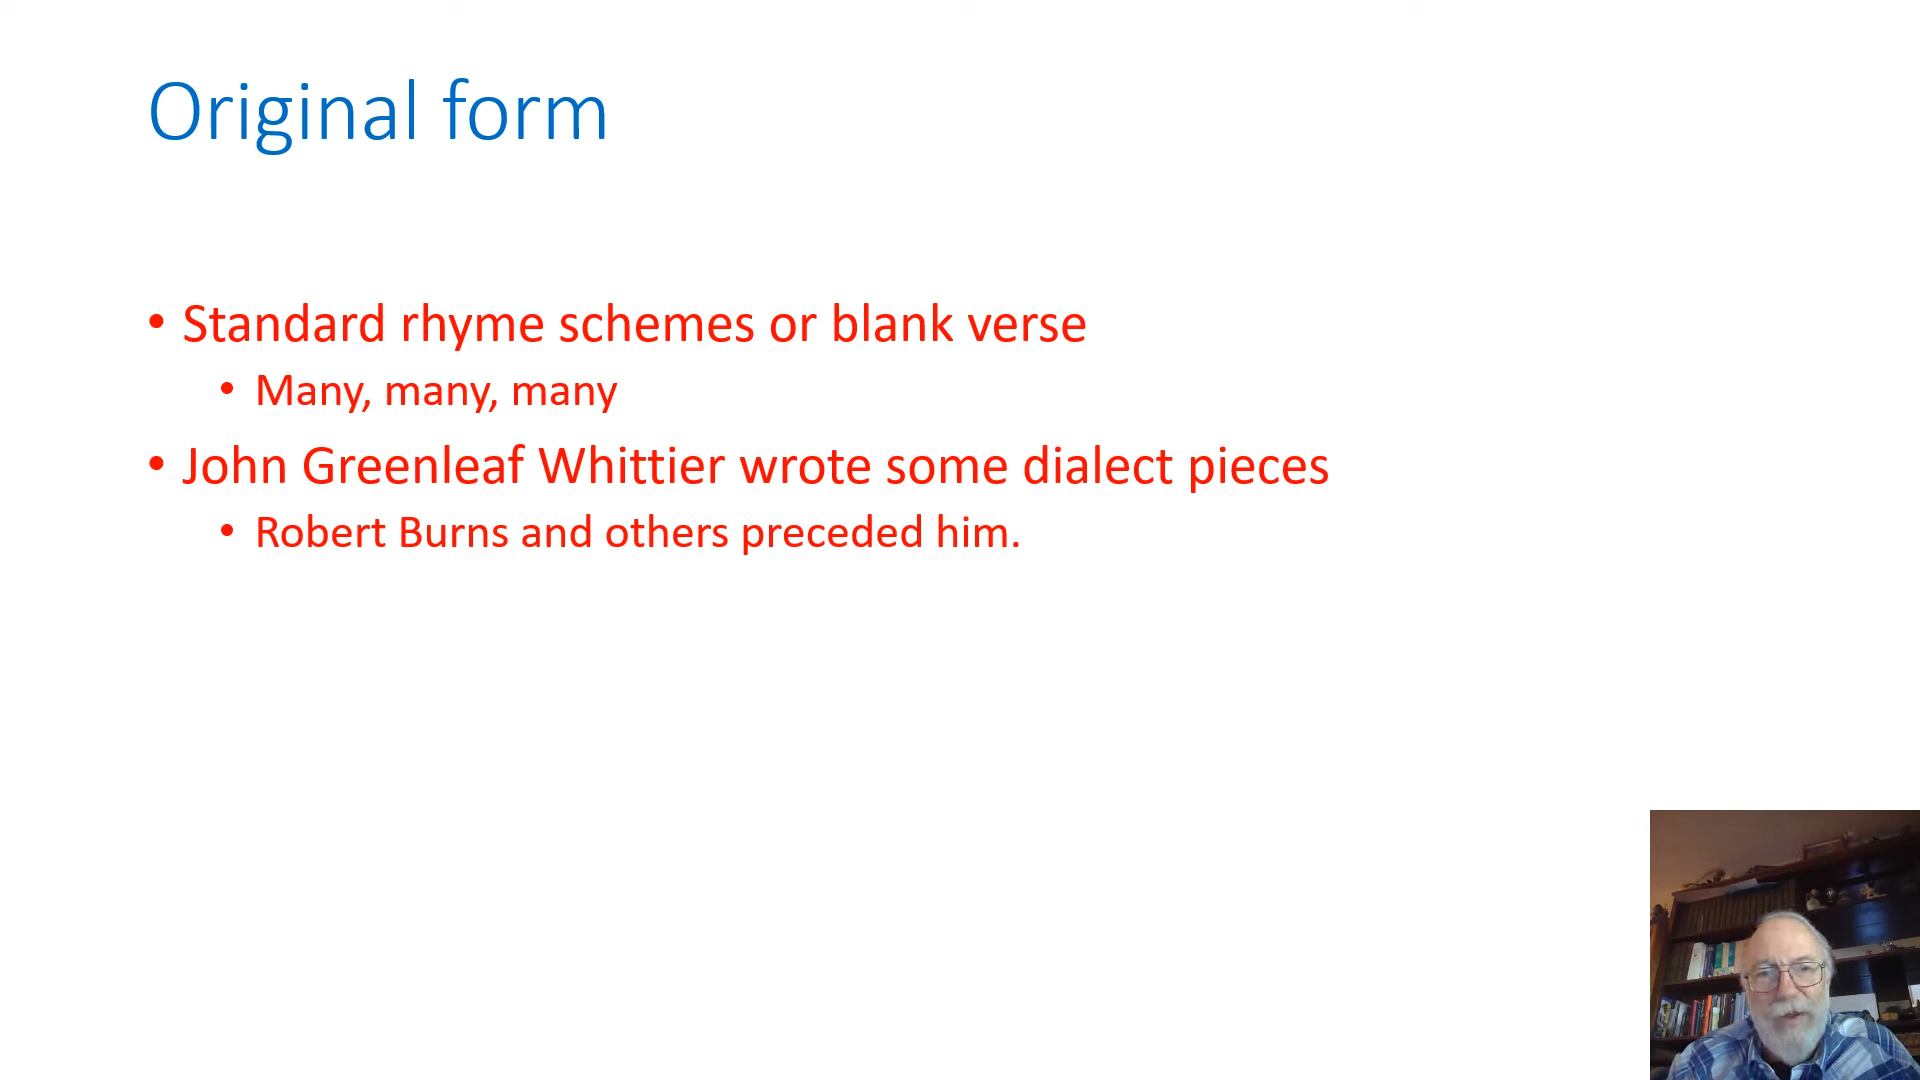 Original form
• Standard rhyme schemes or blank verse
• Many, many, many
• John Greenleaf Whittier wrote some dialect pieces
• Robert Burns and others preceded him.